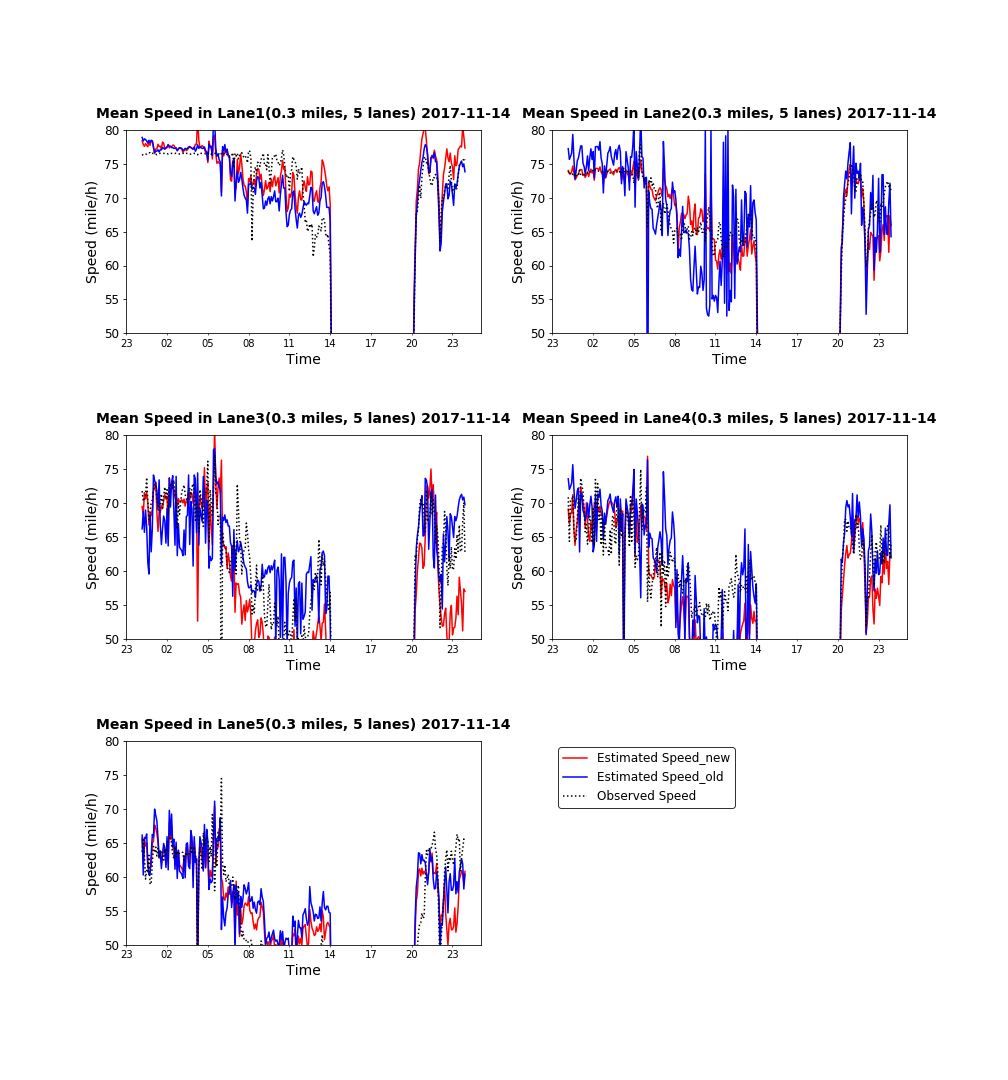 Mean Speed in Lane1(0.3 miles, 5 lanes) 2017-11-14
80
75
70
65
60
55
50
Speed (mile/h)
23 02 05 08 11 14 17 20 23
Time
Mean Speed in Lane2(0.3 miles, 5 lanes) 2017-11-14
80
75
70
65
60
55
50
Speed (mile/h)
23 02 05 08 11 14 17 20 23
Time
Mean Speed in Lane3(0.3 miles, 5 lanes) 2017-11-14
80
75
70
65
60
55
50
Speed (mile/h)
23 02 05 08 11 14 17 20 23
Time
Mean Speed in Lane4(0.3 miles, 5 lanes) 2017-11-14
80
75
70
65
60
55
50
Speed (mile/h)
23 02 05 08 11 14 17 20 23
Time
Mean Speed in Lane5(0.3 miles, 5 lanes) 2017-11-14
80
75
70
65
60
55
50
Speed (mile/h)
23 02 05 08 11 14 17 20 23
Time
Estimated Speed_new
Estimated Speed_old
Observed Speed